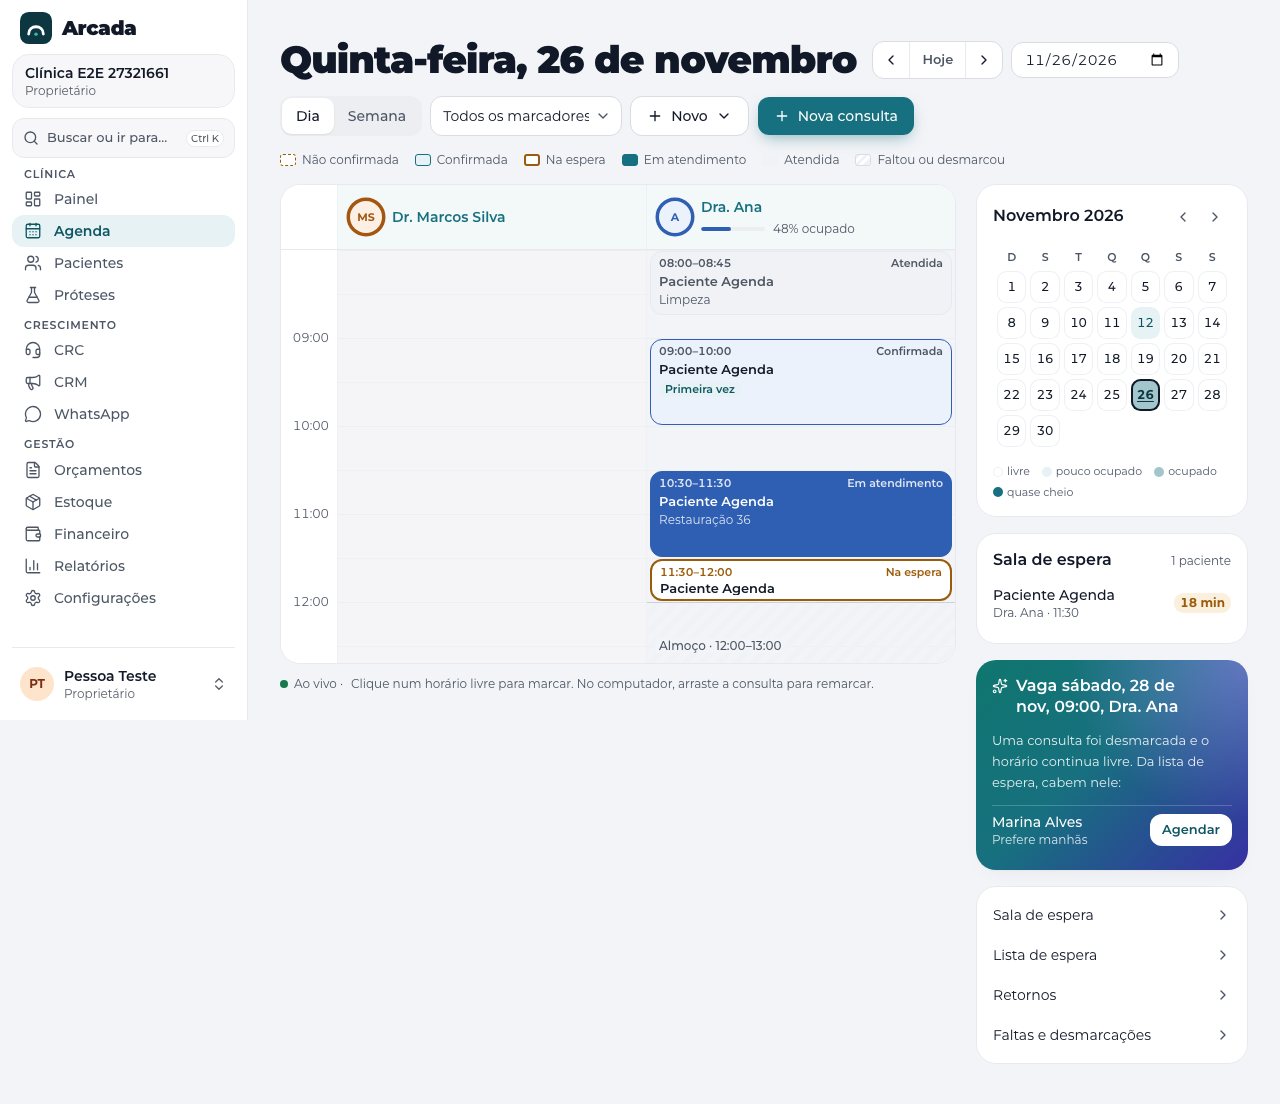 Arcada
Clínica E2E 27321661
Proprietário
Buscar ou ir para... Ctrl K
CLÍNICA
Painel
Agenda
Pacientes
Próteses
CRESCIMENTO
CRC
CRM
WhatsApp
GESTÃO
Orçamentos
Estoque
Financeiro
Relatórios
Configurações
PT
Pessoa Teste
Proprietário
Quinta-feira, 26 de novembro
Hoje
11/26/2026
Dia
Semana
Todos os marcadores
Novo
Nova consulta
Não confirmada
Confirmada
Na espera
Em atendimento
Atendida
Faltou ou desmarcou
MS
Dr. Marcos Silva
A
Dra. Ana
48% ocupado
09:00
10:00
11:00
12:00
08:00–08:45 Atendida
Paciente Agenda
Limpeza
09:00–10:00 Confirmada
Paciente Agenda
Primeira vez
10:30–11:30 Em atendimento
Paciente Agenda
Restauração 36
11:30–12:00 Na espera
Paciente Agenda
Almoço · 12:00–13:00
Ao vivo · Clique num horário livre para marcar. No computador, arraste a consulta para remarcar.
Novembro 2026
D S T Q Q S S
1 2 3 4 5 6 7
8 9 10 11 12 13 14
15 16 17 18 19 20 21
22 23 24 25 26 27 28
29 30
livre pouco ocupado ocupado
quase cheio
Sala de espera 1 paciente
Paciente Agenda
Dra. Ana · 11:30
18 min
Vaga sábado, 28 de
nov, 09:00, Dra. Ana
Uma consulta foi desmarcada e o
horário continua livre. Da lista de
espera, cabem nele:
Marina Alves
Prefere manhãs
Agendar
Sala de espera
Lista de espera
Retornos
Faltas e desmarcações